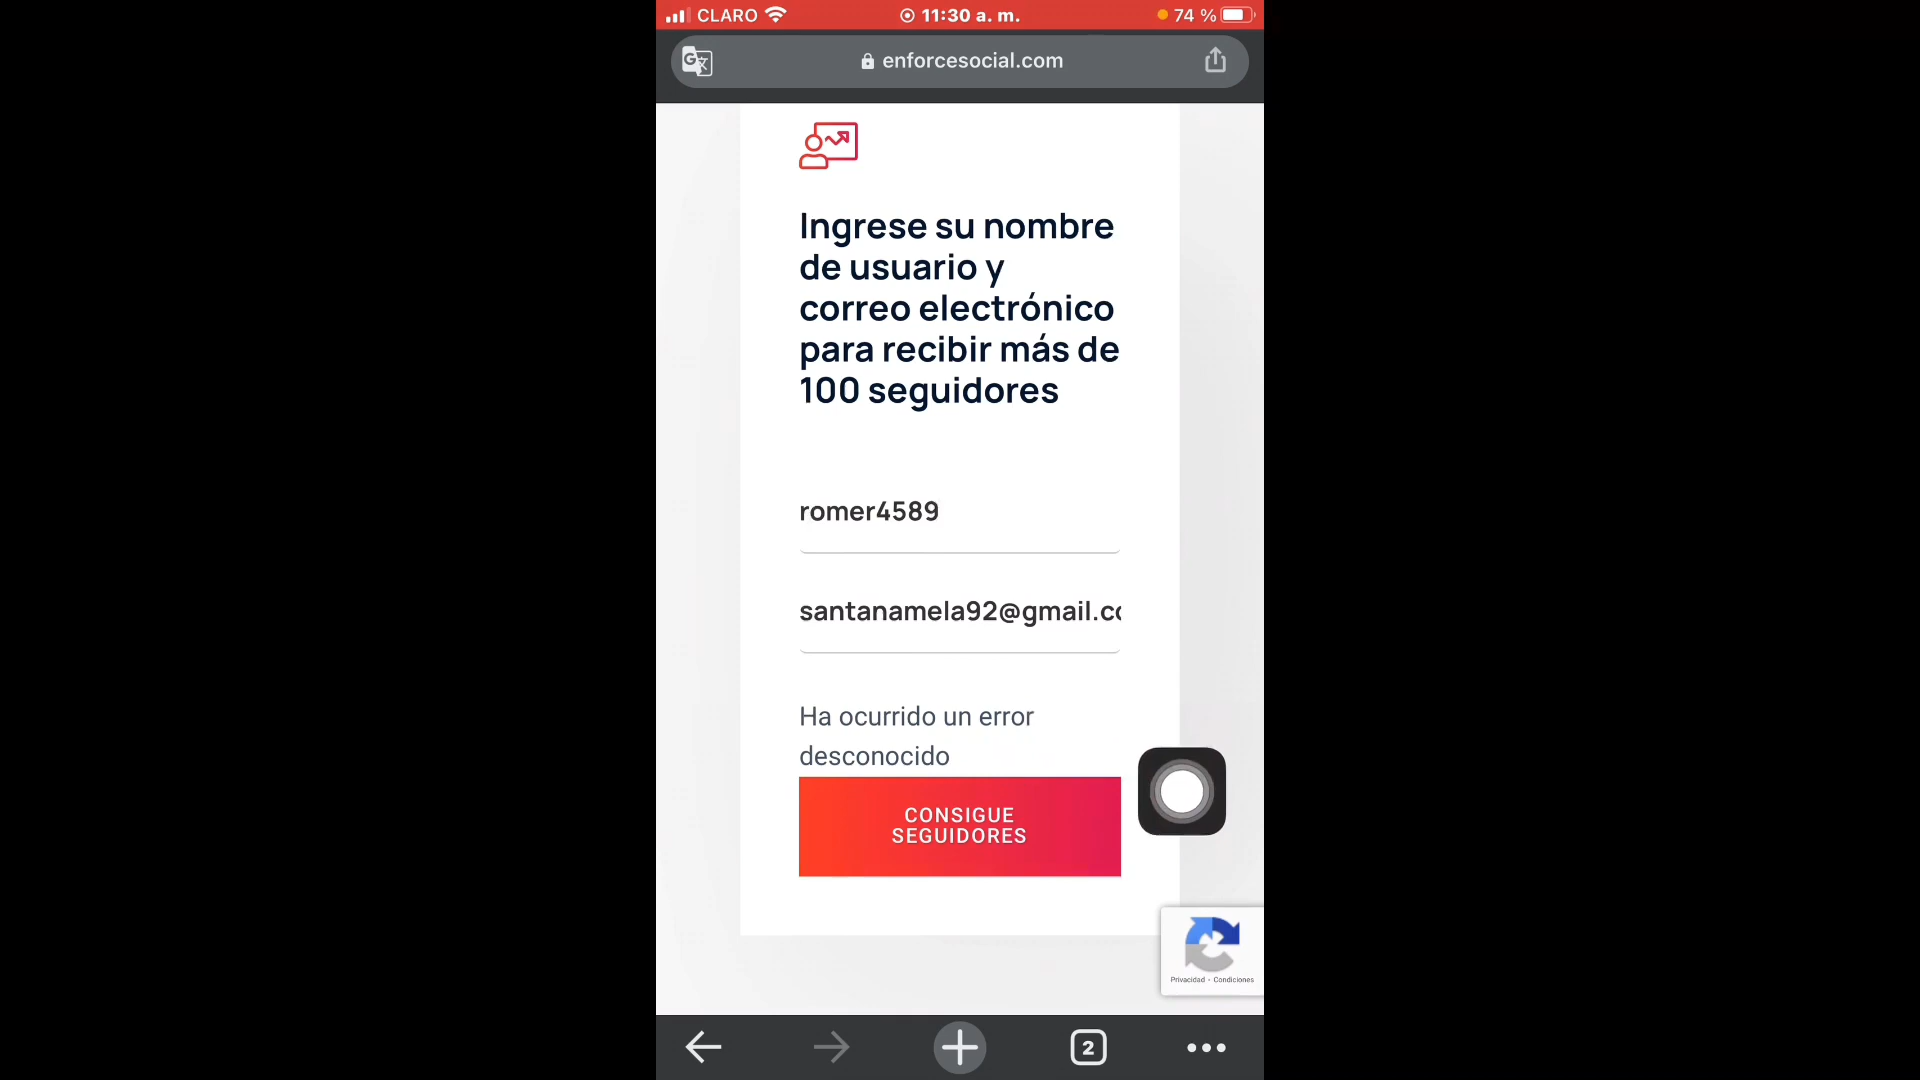 CLARO 11:30 a. m. 74 %
enforcesocial.com
Ingrese su nombre
de usuario y
correo electrónico
para recibir más de
100 seguidores
romer4589
santanamela92@gmail.co
Ha ocurrido un error
desconocido
CONSIGUE
SEGUIDORES
Privacidad - Condiciones
2